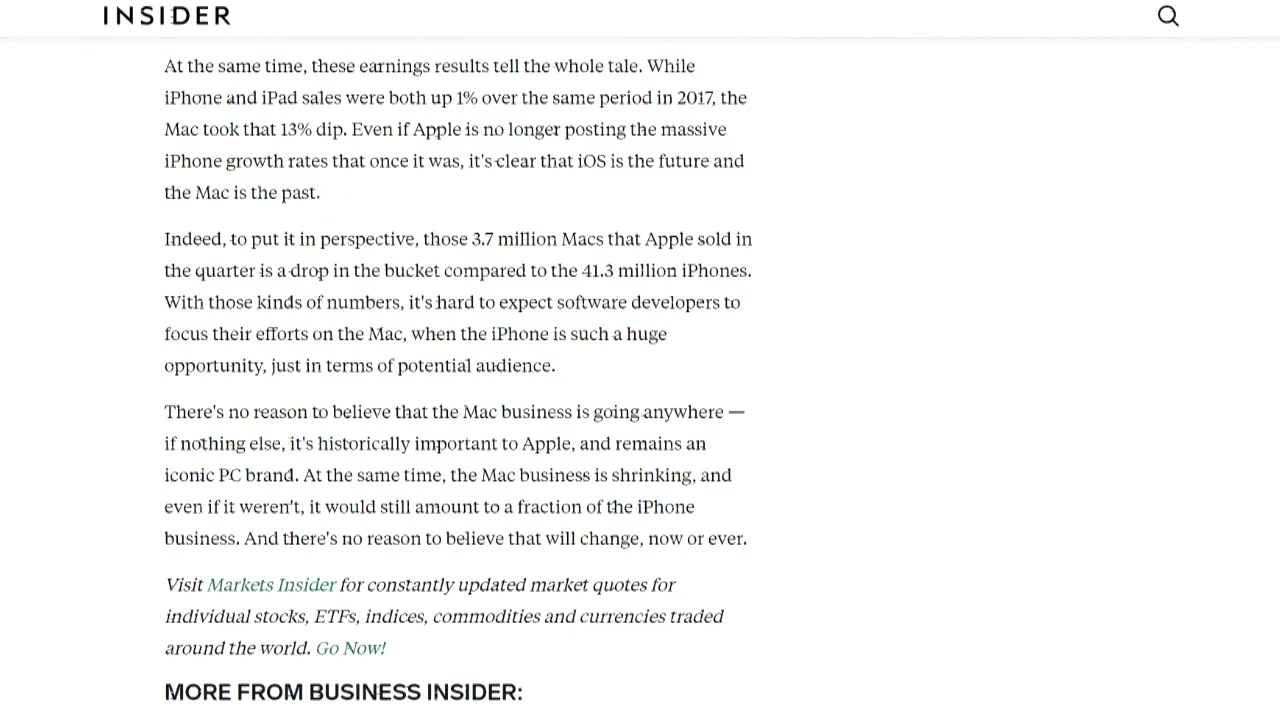 INSIDER
At the same time, these earnings results tell the whole tale. While
iPhone and iPad sales were both up 1% over the same period in 2017, the
Mac took that 13% dip. Even if Apple is no longer posting the massive
iPhone growth rates that once it was, it's clear that iOS is the future and
the Mac is the past.
Indeed, to put it in perspective, those 3.7 million Macs that Apple sold in
the quarter is a drop in the bucket compared to the 41.3 million iPhones.
With those kinds of numbers, it's hard to expect software developers to
focus their efforts on the Mac, when the iPhone is such a huge
opportunity, just in terms of potential audience.
There's no reason to believe that the Mac business is going anywhere —
if nothing else, it's historically important to Apple, and remains an
iconic PC brand. At the same time, the Mac business is shrinking, and
even if it weren't, it would still amount to a fraction of the iPhone
business. And there's no reason to believe that will change, now or ever.
Visit Markets Insider for constantly updated market quotes for
individual stocks, ETFs, indices, commodities and currencies traded
around the world. Go Now!
MORE FROM BUSINESS INSIDER: